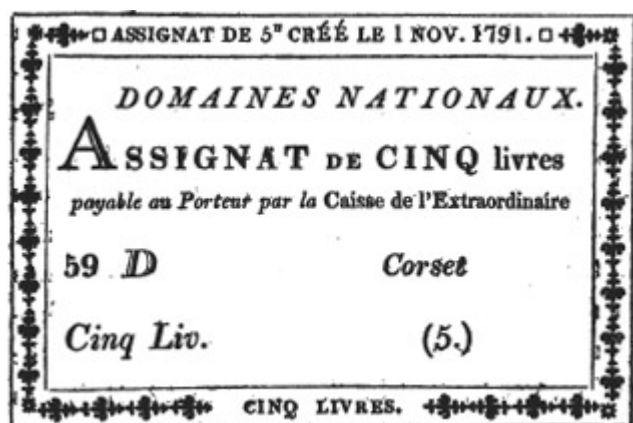 ASSIGNAT DE 5ᴴ CRÉÉ LE 1 NOV. 1791.
DOMAINES NATIONAUX.
ASSIGNAT DE CINQ livres
payable au Porteur par la Caisse de l'Extraordinaire
59 D Corset
Cinq Liv. (5.)
CINQ LIVRES.